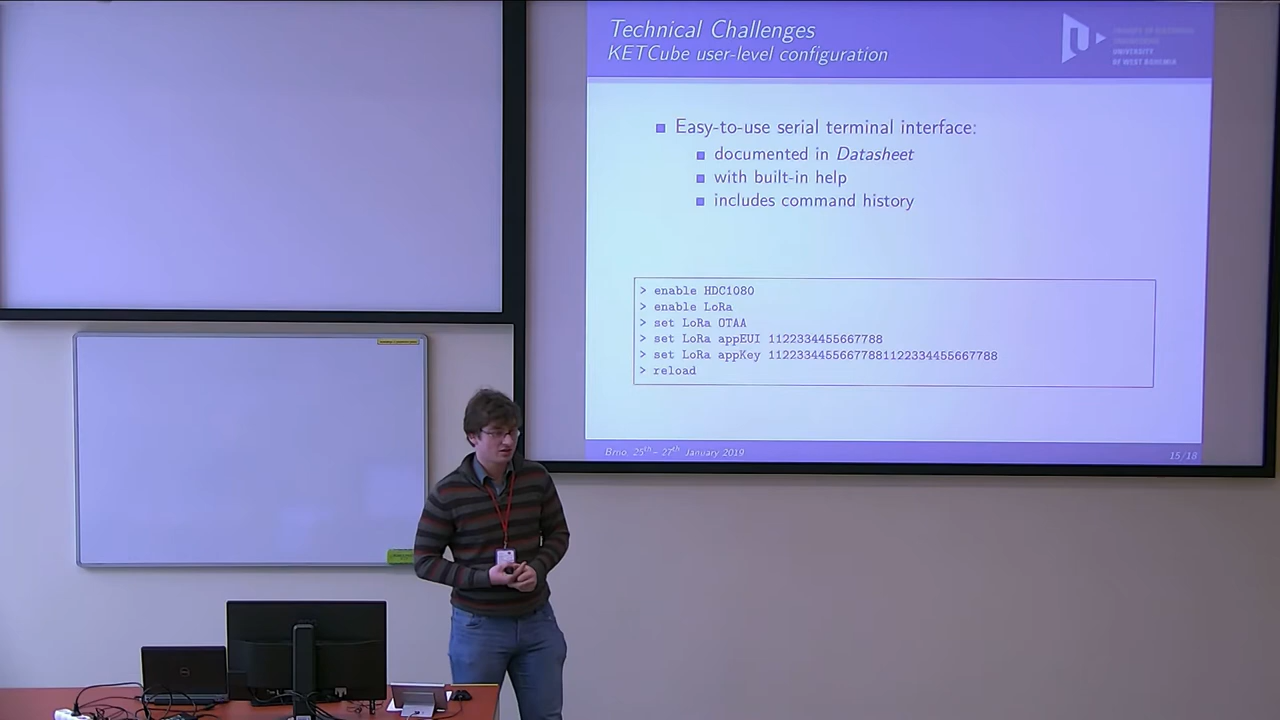 Technical Challenges
KETCube user-level configuration
UNIVERSITY
OF WEST BOHEMIA
Easy-to-use serial terminal interface:
documented in Datasheet
with built-in help
includes command history
> enable HDC1080
> enable LoRa
> set LoRa OTAA
> set LoRa appEUI 1122334455667788
> set LoRa appKey 11223344556677881122334455667788
> reload
Brno, 25th – 27th January 2019
15/18
DELL